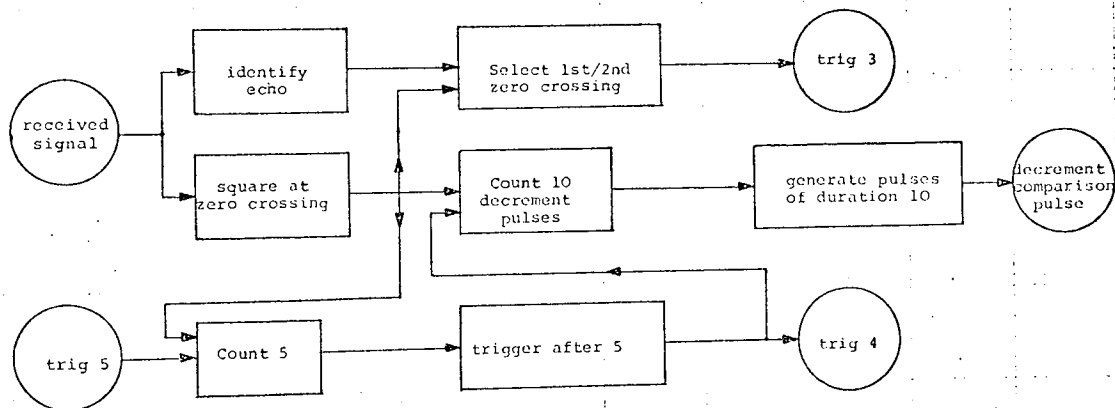 identify
echo
Select 1st/2nd
zero crossing
trig 3
received
signal
square at
zero crossing
Count 10
decrement
pulses
generate pulses
of duration 10
decrement
comparison
pulse
trig 5
Count 5
trigger after 5
trig 4